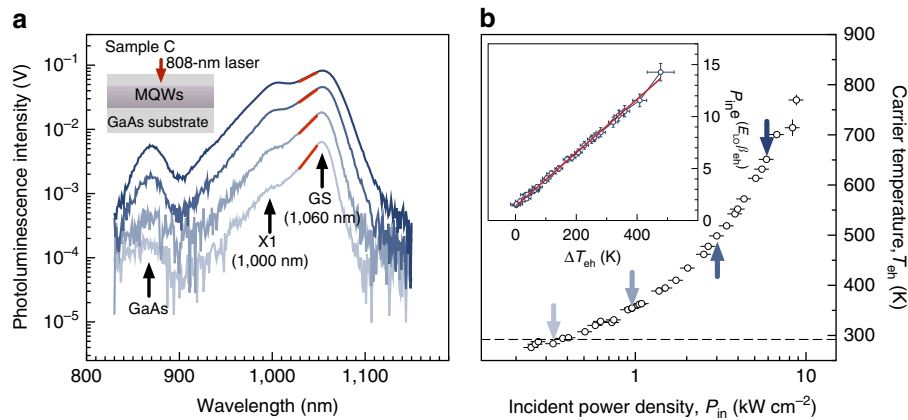 a
Sample C
808-nm laser
MQWs
GaAs substrate
GS
(1,060 nm)
X1
(1,000 nm)
GaAs
10⁻¹
10⁻²
10⁻³
10⁻⁴
10⁻⁵
Photoluminescence intensity (V)
800 900 1,000 1,100
Wavelength (nm)
b
15
10
5
0
P_in e^(E_LO β_eh)
0 200 400 600
ΔT_eh (K)
900
800
700
600
500
400
300
Carrier temperature, T_eh (K)
1 10
Incident power density, P_in (kW cm⁻²)